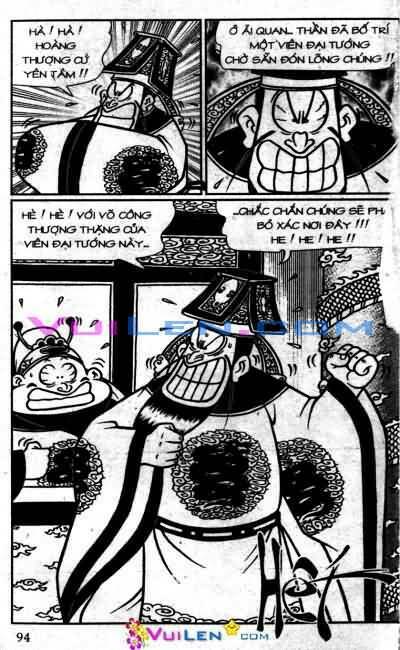 HÀ ! HÀ !
HOÀNG
THƯỢNG CỨ
YÊN TÂM !!
Ở ẢI QUAN... THẦN ĐÃ BỐ TRÍ
MỘT VIÊN ĐẠI TƯỚNG
CHỜ SẴN ĐÓN LÕNG CHÚNG !!
HÈ ! HÈ ! VỚI VÕ CÔNG
THƯỢNG THẶNG CỦA
VIÊN ĐẠI TƯỚNG NÀY...
...CHẮC CHẮN CHÚNG SẼ PH
BỎ XÁC NƠI ĐÂY !!!
HE ! HE ! HE !!
VUILEN.COM
HẾT
94
VUILEN.COM